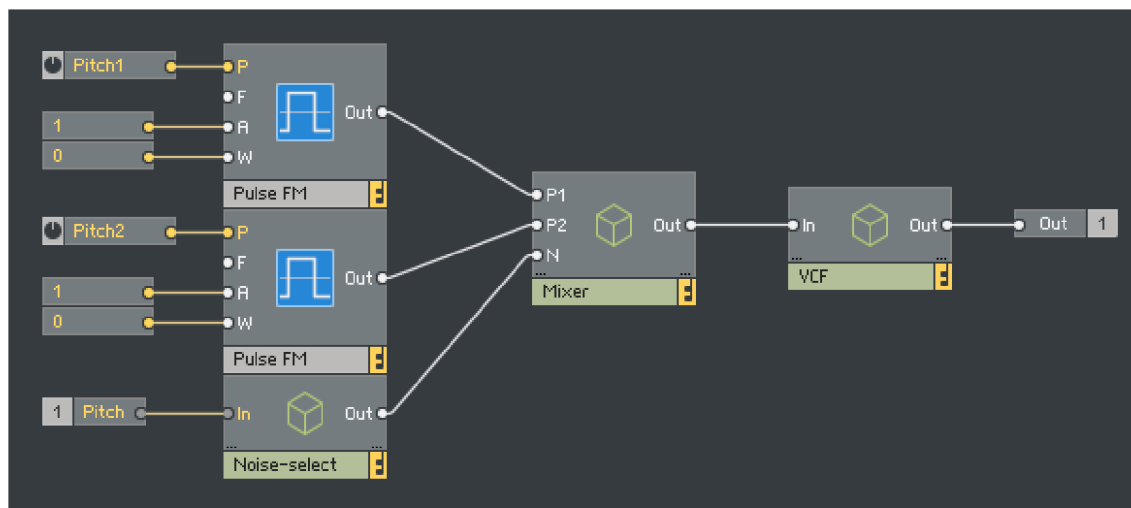 Pitch1
P
F
1
A
0
W
Out
Pulse FM
Pitch2
P
F
1
A
0
W
Out
Pulse FM
1 Pitch
In
Out
...
...
Noise-select
P1
P2
N
Out
...
...
Mixer
In
Out
...
...
VCF
Out 1